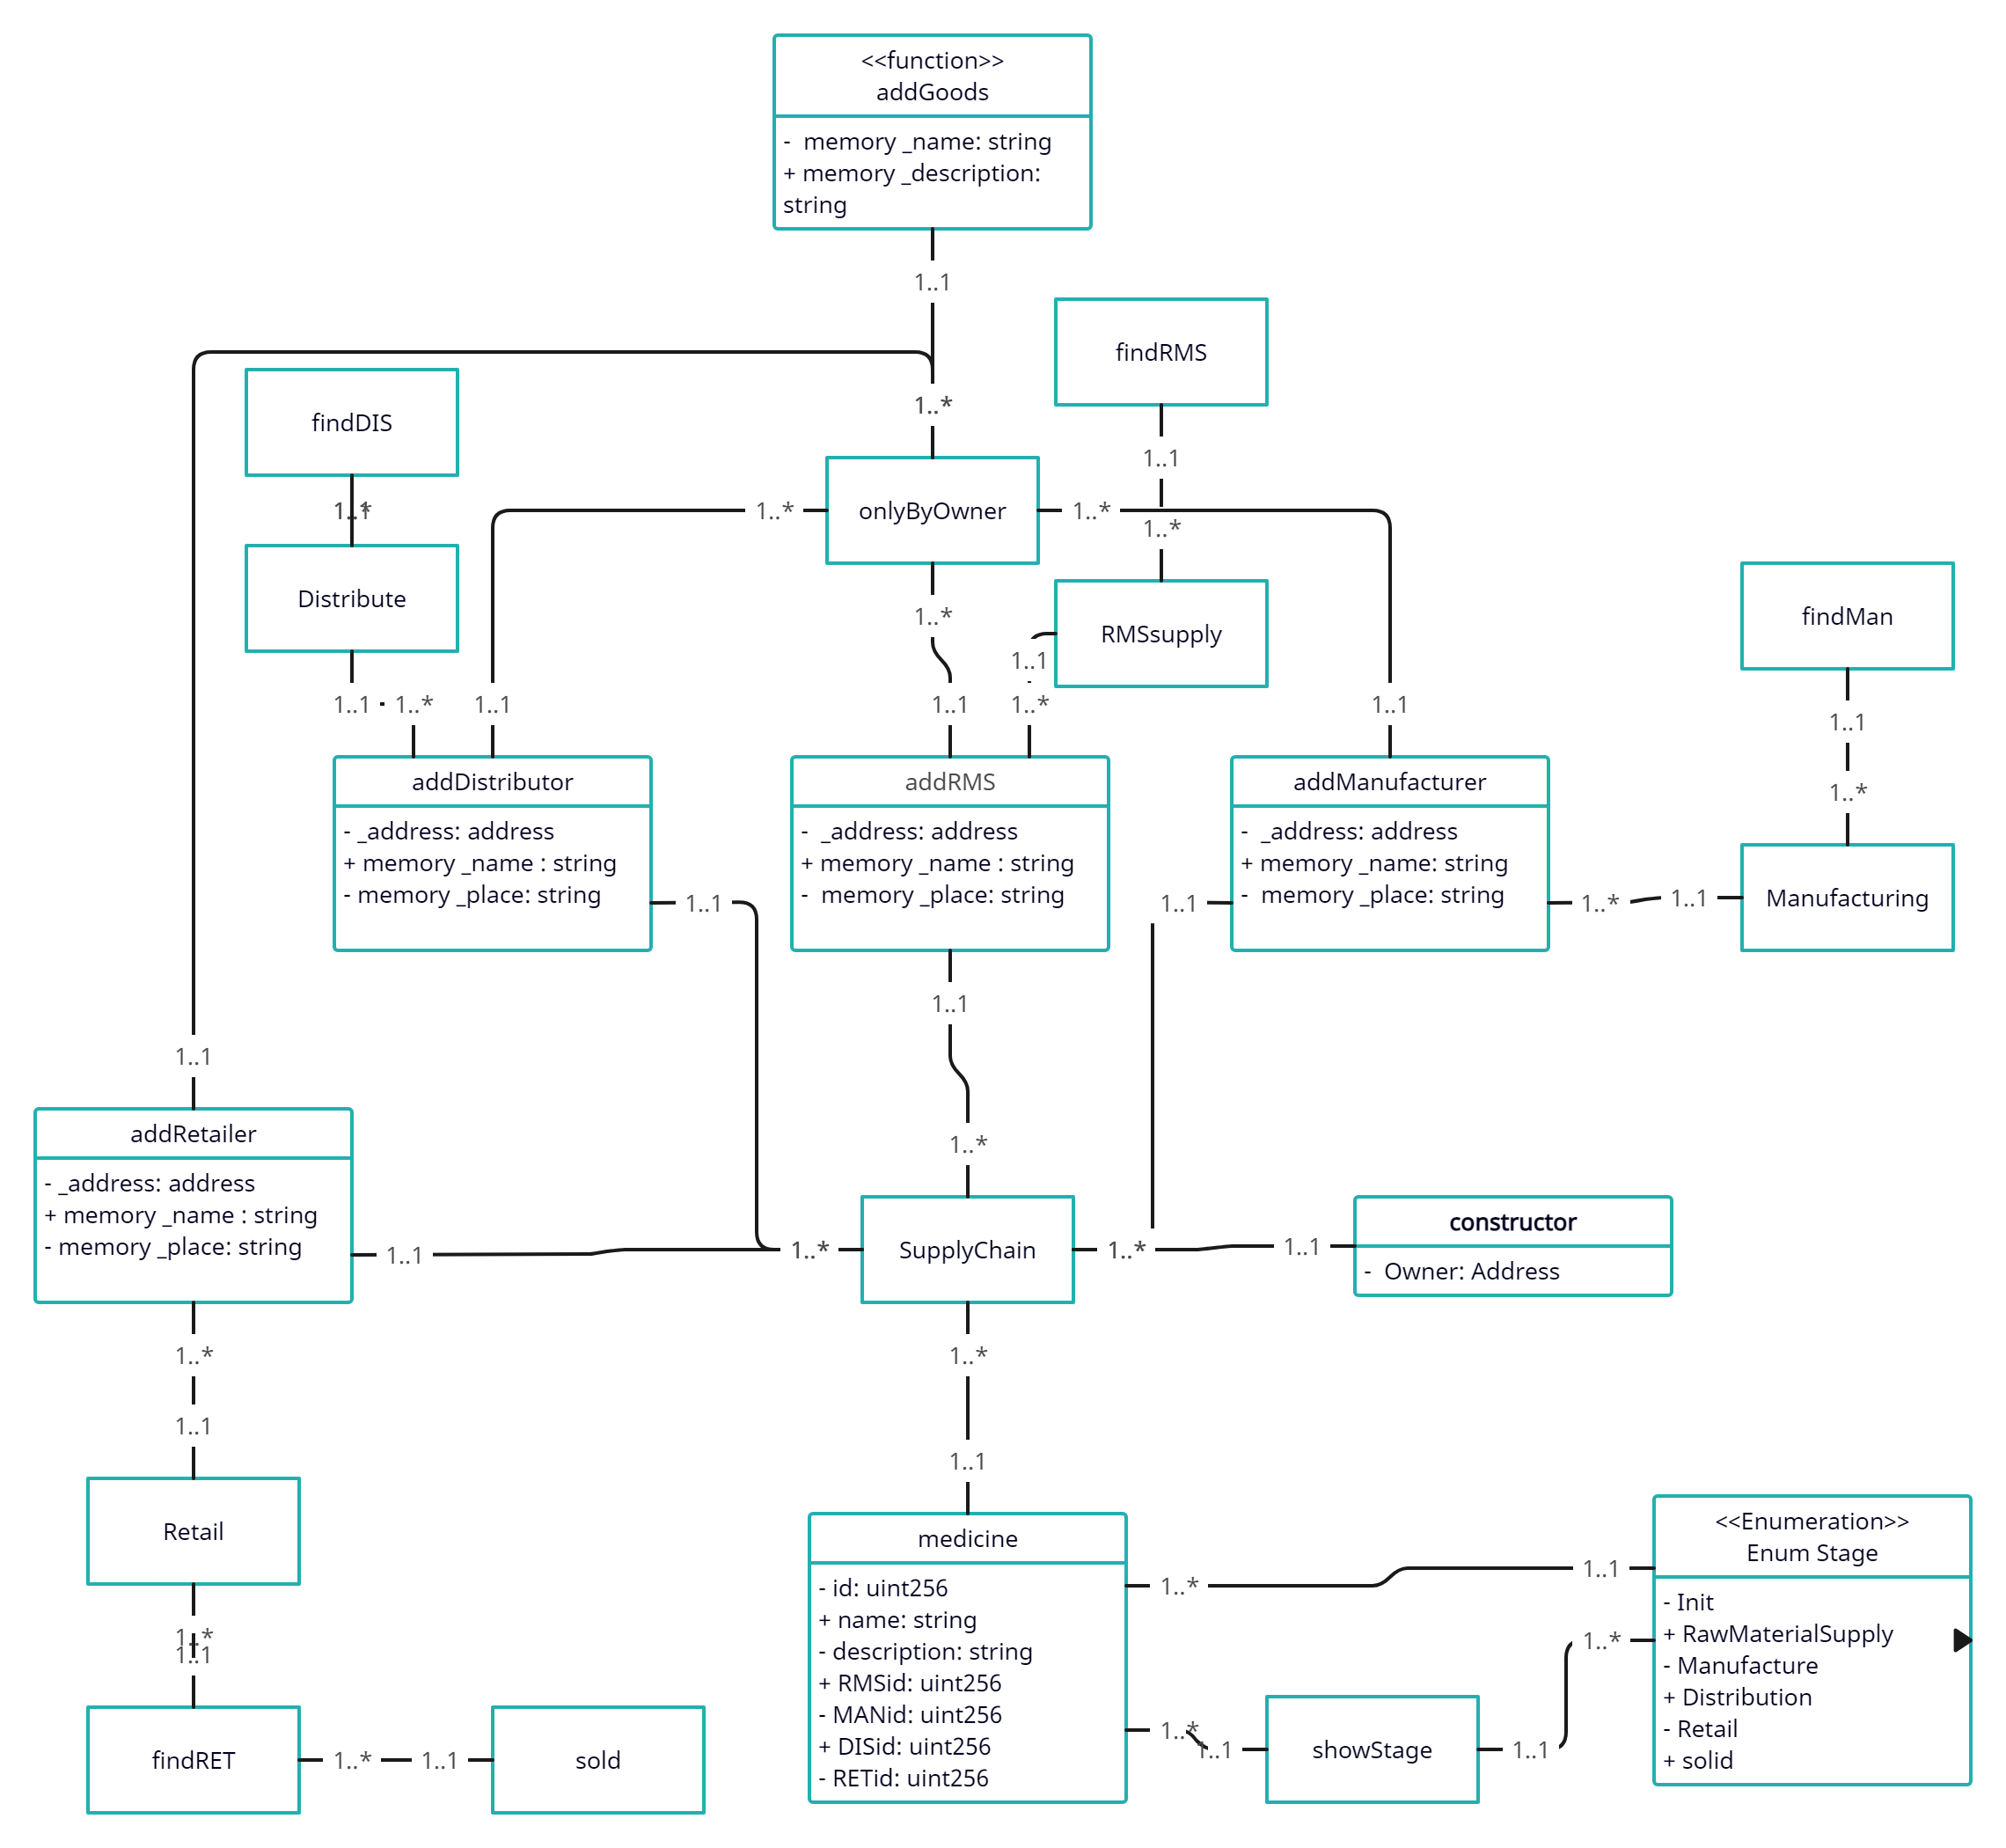 <<function>>
addGoods
-  memory _name: string
+ memory _description:
string
1..1
findRMS
findDIS
1..*
1..1
1..1
1..*
onlyByOwner
1..*
1..*
1..*
1..*
Distribute
RMSsupply
findMan
1..1
1..1
1..*
1..1
1..1
1..*
1..1
1..1
addDistributor
- _address: address
+ memory _name : string
- memory _place: string
addRMS
-  _address: address
+ memory _name : string
-  memory _place: string
addManufacturer
-  _address: address
+ memory _name: string
-  memory _place: string
1..*
Manufacturing
1..1
1..1
1..*
1..1
1..1
1..1
addRetailer
- _address: address
+ memory _name : string
- memory _place: string
1..*
1..1
1..*
SupplyChain
1..*
1..1
constructor
-  Owner: Address
1..*
1..*
1..1
1..1
Retail
medicine
- id: uint256
+ name: string
- description: string
+ RMSid: uint256
- MANid: uint256
+ DISid: uint256
- RETid: uint256
1..*
1..1
<<Enumeration>>
Enum Stage
- Init
+ RawMaterialSupply
- Manufacture
+ Distribution
- Retail
+ solid
1..*
1..1
1..*
1..*
1..1
showStage
1..1
findRET
1..*
1..1
sold